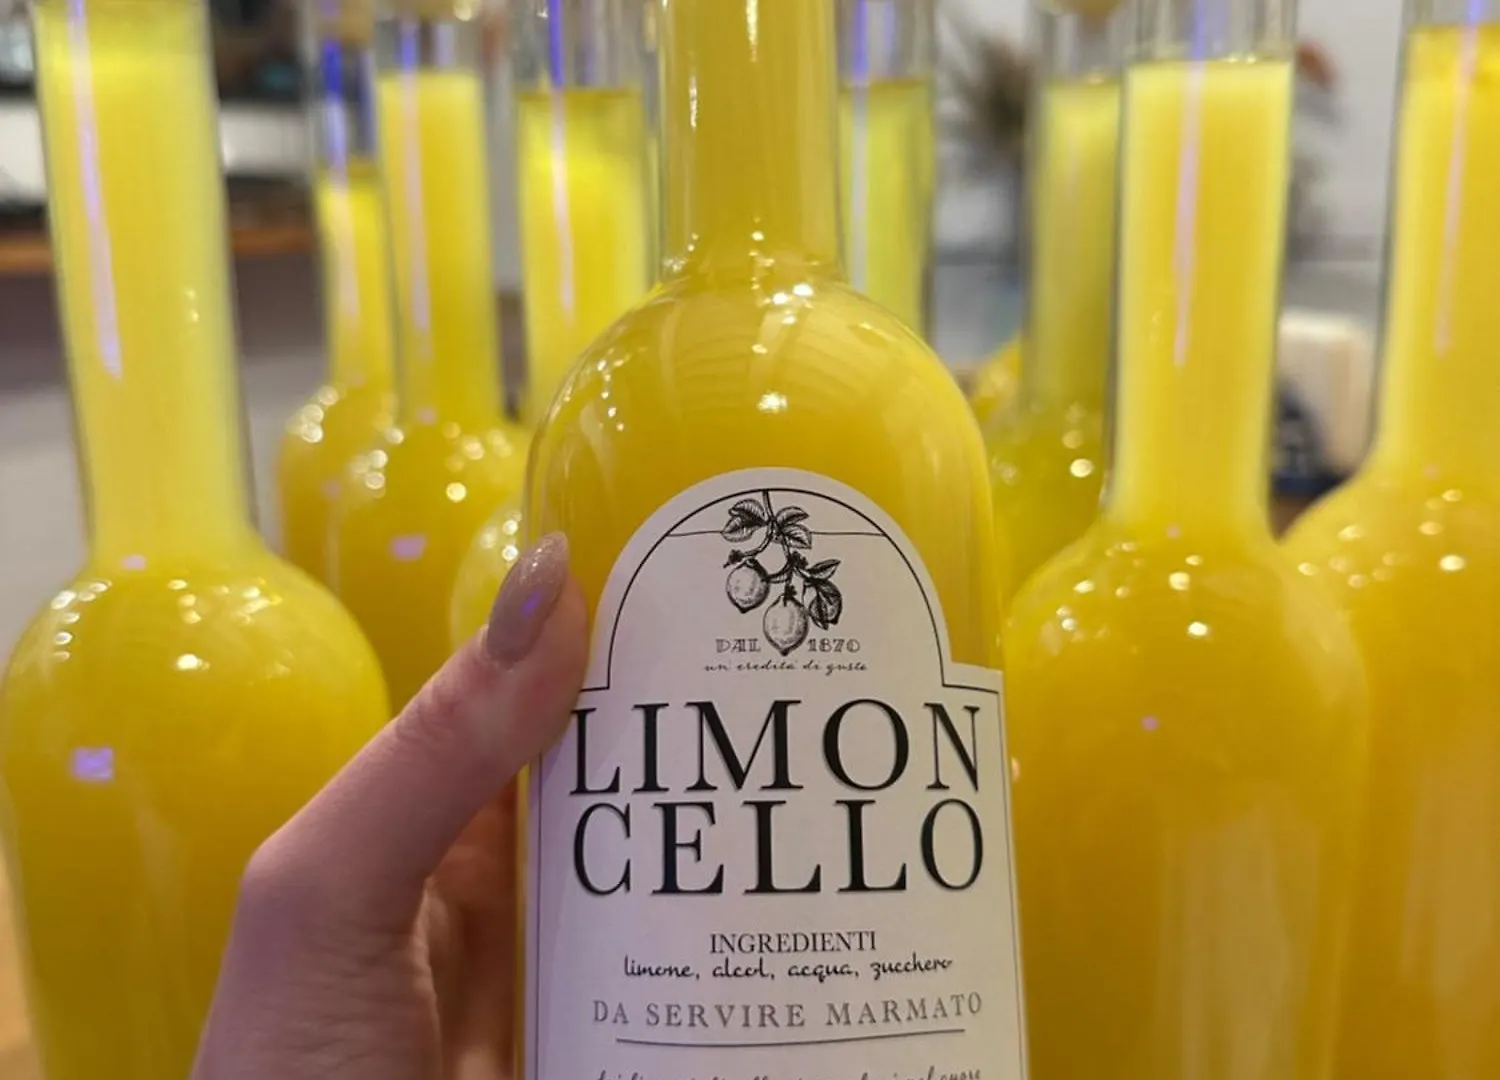 DAL 1870
un'eredità di gusto
LIMON
CELLO
INGREDIENTI
limone, alcol, acqua, zucchero
DA SERVIRE MARMATO